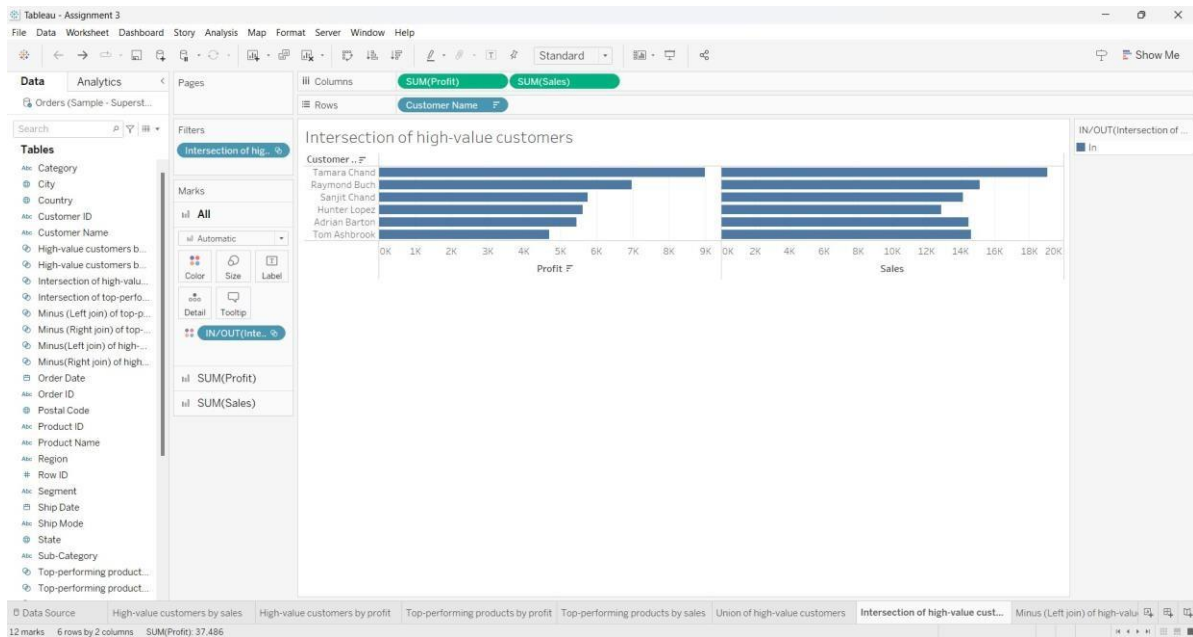 Tableau - Assignment 3
File Data Worksheet Dashboard Story Analysis Map Format Server Window Help
Standard
Show Me
Data Analytics
Orders (Sample - Superst...
Search
Tables
Abc Category
City
Country
Abc Customer ID
Abc Customer Name
High-value customers b...
High-value customers b...
Intersection of high-valu...
Intersection of top-perfo...
Minus (Left join) of top-p...
Minus (Right join) of top-...
Minus(Left join) of high-...
Minus(Right join) of high...
Order Date
Abc Order ID
Postal Code
Abc Product ID
Abc Product Name
Abc Region
# Row ID
Abc Segment
Ship Date
Abc Ship Mode
State
Abc Sub-Category
Top-performing product...
Top-performing product...
Pages
Filters
Intersection of hig..
Marks
All
Automatic
Color Size Label
Detail Tooltip
IN/OUT(Inte..
SUM(Profit)
SUM(Sales)
Columns SUM(Profit) SUM(Sales)
Rows Customer Name
Intersection of high-value customers
Customer ..
Tamara Chand
Raymond Buch
Sanjit Chand
Hunter Lopez
Adrian Barton
Tom Ashbrook
0K 1K 2K 3K 4K 5K 6K 7K 8K 9K 0K 2K 4K 6K 8K 10K 12K 14K 16K 18K 20K
Profit Sales
IN/OUT(Intersection of ...
In
Data Source High-value customers by sales High-value customers by profit Top-performing products by profit Top-performing products by sales Union of high-value customers Intersection of high-value cust... Minus (Left join) of high-valu
12 marks 6 rows by 2 columns SUM(Profit): 37,486